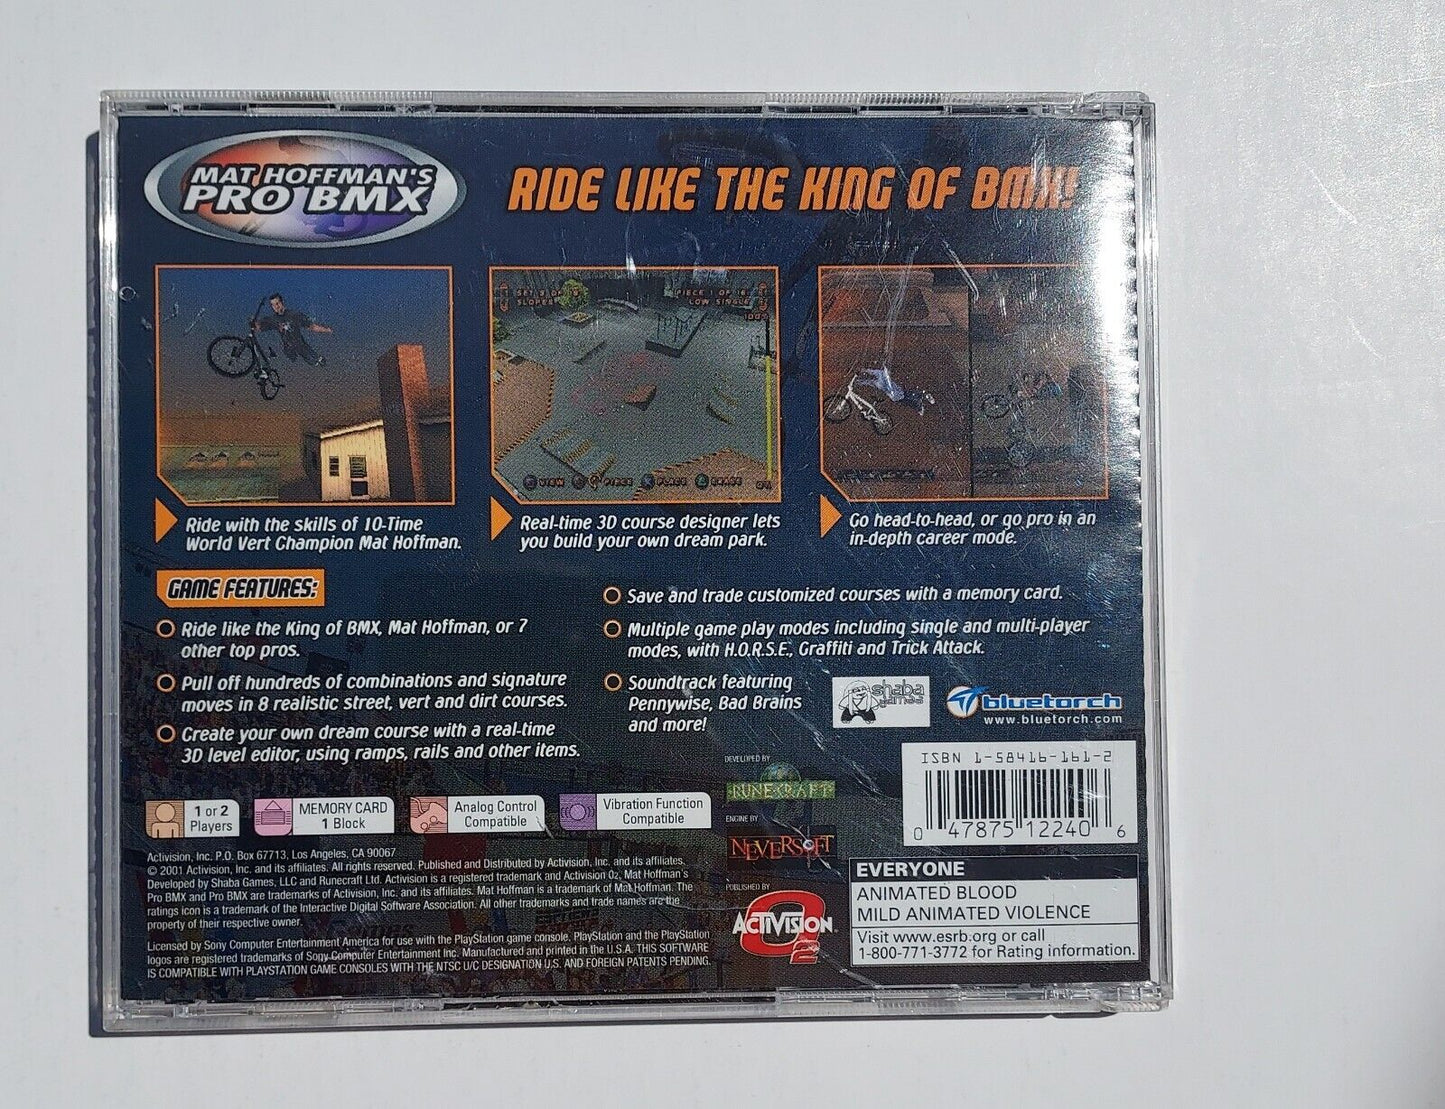 MAT HOFFMAN'S
PRO BMX
RIDE LIKE THE KING OF BMX!
SET 3 OF
SLOPES
PIECE 1 OF 16
LOW SINGLE
VIEW
PIECE
PLACE
ERASE
Ride with the skills of 10-Time
World Vert Champion Mat Hoffman.
Real-time 3D course designer lets
you build your own dream park.
Go head-to-head, or go pro in an
in-depth career mode.
GAME FEATURES:
Ride like the King of BMX, Mat Hoffman, or 7
other top pros.
Pull off hundreds of combinations and signature
moves in 8 realistic street, vert and dirt courses.
Create your own dream course with a real-time
3D level editor, using ramps, rails and other items.
Save and trade customized courses with a memory card.
Multiple game play modes including single and multi-player
modes, with H.O.R.S.E., Graffiti and Trick Attack.
Soundtrack featuring
Pennywise, Bad Brains
and more!
shaba
games
bluetorch
www.bluetorch.com
ISBN 1-58416-161-2
0 47875 12240 6
1 or 2
Players
MEMORY CARD
1 Block
Analog Control
Compatible
Vibration Function
Compatible
DEVELOPED BY
RUNECRAFT
ENGINE BY
NEVERSOFT
PUBLISHED BY
ACTIVISION
O2
EVERYONE
ANIMATED BLOOD
MILD ANIMATED VIOLENCE
Visit www.esrb.org or call
1-800-771-3772 for Rating information.
Activision, Inc. P.O. Box 67713, Los Angeles, CA 90067
© 2001 Activision, Inc. and its affiliates. All rights reserved. Published and Distributed by Activision, Inc. and its affiliates.
Developed by Shaba Games, LLC and Runecraft Ltd. Activision is a registered trademark and Activision O2, Mat Hoffman's
Pro BMX and Pro BMX are trademarks of Activision, Inc. and its affiliates. Mat Hoffman is a trademark of Mat Hoffman. The
ratings icon is a trademark of the Interactive Digital Software Association. All other trademarks and trade names are the
property of their respective owner.
Licensed by Sony Computer Entertainment America for use with the PlayStation game console. PlayStation and the PlayStation
logos are registered trademarks of Sony Computer Entertainment Inc. Manufactured and printed in the U.S.A. THIS SOFTWARE
IS COMPATIBLE WITH PLAYSTATION GAME CONSOLES WITH THE NTSC U/C DESIGNATION U.S. AND FOREIGN PATENTS PENDING.